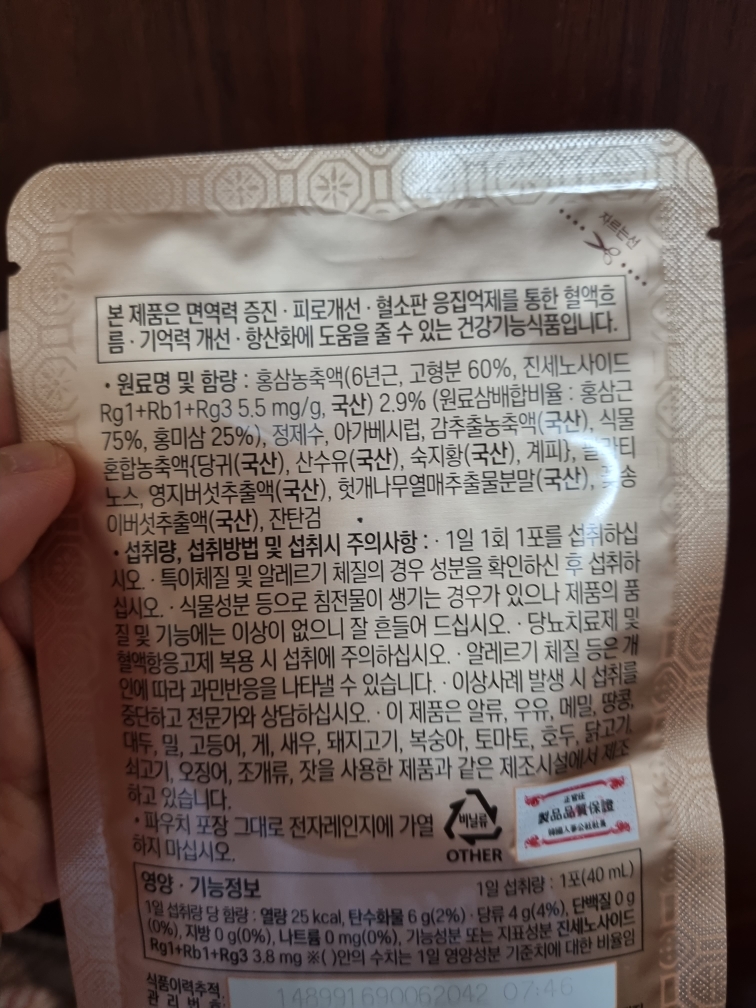 자르는선
본 제품은 면역력 증진 · 피로개선 · 혈소판 응집억제를 통한 혈액흐
름 · 기억력 개선 · 항산화에 도움을 줄 수 있는 건강기능식품입니다.
• 원료명 및 함량 : 홍삼농축액(6년근, 고형분 60%, 진세노사이드
Rg1+Rb1+Rg3 5.5 mg/g, 국산) 2.9% (원료삼배합비율 : 홍삼근
75%, 홍미삼 25%), 정제수, 아가베시럽, 감초추출농축액(국산), 식물
혼합농축액{당귀(국산), 산수유(국산), 숙지황(국산), 계피},
노스, 영지버섯추출액(국산), 헛개나무열매추출물분말(국산),
이버섯추출액(국산), 잔탄검
• 섭취량, 섭취방법 및 섭취시 주의사항 : · 1일 1회 1포를 섭취하십
시오. · 특이체질 및 알레르기 체질의 경우 성분을 확인하신 후 섭취하
십시오. · 식물성분 등으로 침전물이 생기는 경우가 있으나 제품의 품
질 및 기능에는 이상이 없으니 잘 흔들어 드십시오. · 당뇨치료제 및
혈액항응고제 복용 시 섭취에 주의하십시오. · 알레르기 체질 등은 개
인에 따라 과민반응을 나타낼 수 있습니다. · 이상사례 발생 시 섭취를
중단하고 전문가와 상담하십시오. · 이 제품은 알류, 우유, 메밀, 땅콩,
대두, 밀, 고등어, 게, 새우, 돼지고기, 복숭아, 토마토, 호두, 닭고기,
쇠고기, 오징어, 조개류, 잣을 사용한 제품과 같은 제조시설에서 제조
하고 있습니다.
• 파우치 포장 그대로 전자레인지에 가열
하지 마십시오.
비닐류
OTHER
영양 · 기능정보
1일 섭취량 : 1포(40 mL)
1일 섭취량 당 함량 : 열량 25 kcal, 탄수화물 6 g(2%) · 당류 4 g(4%), 단백질 0 g
(0%), 지방 0 g(0%), 나트륨 0 mg(0%), 기능성분 또는 지표성분 진세노사이드
Rg1+Rb1+Rg3 3.8 mg ※( )안의 수치는 1일 영양성분 기준치에 대한 비율임
식품이력추적
관리번호
148991690062042 07:46